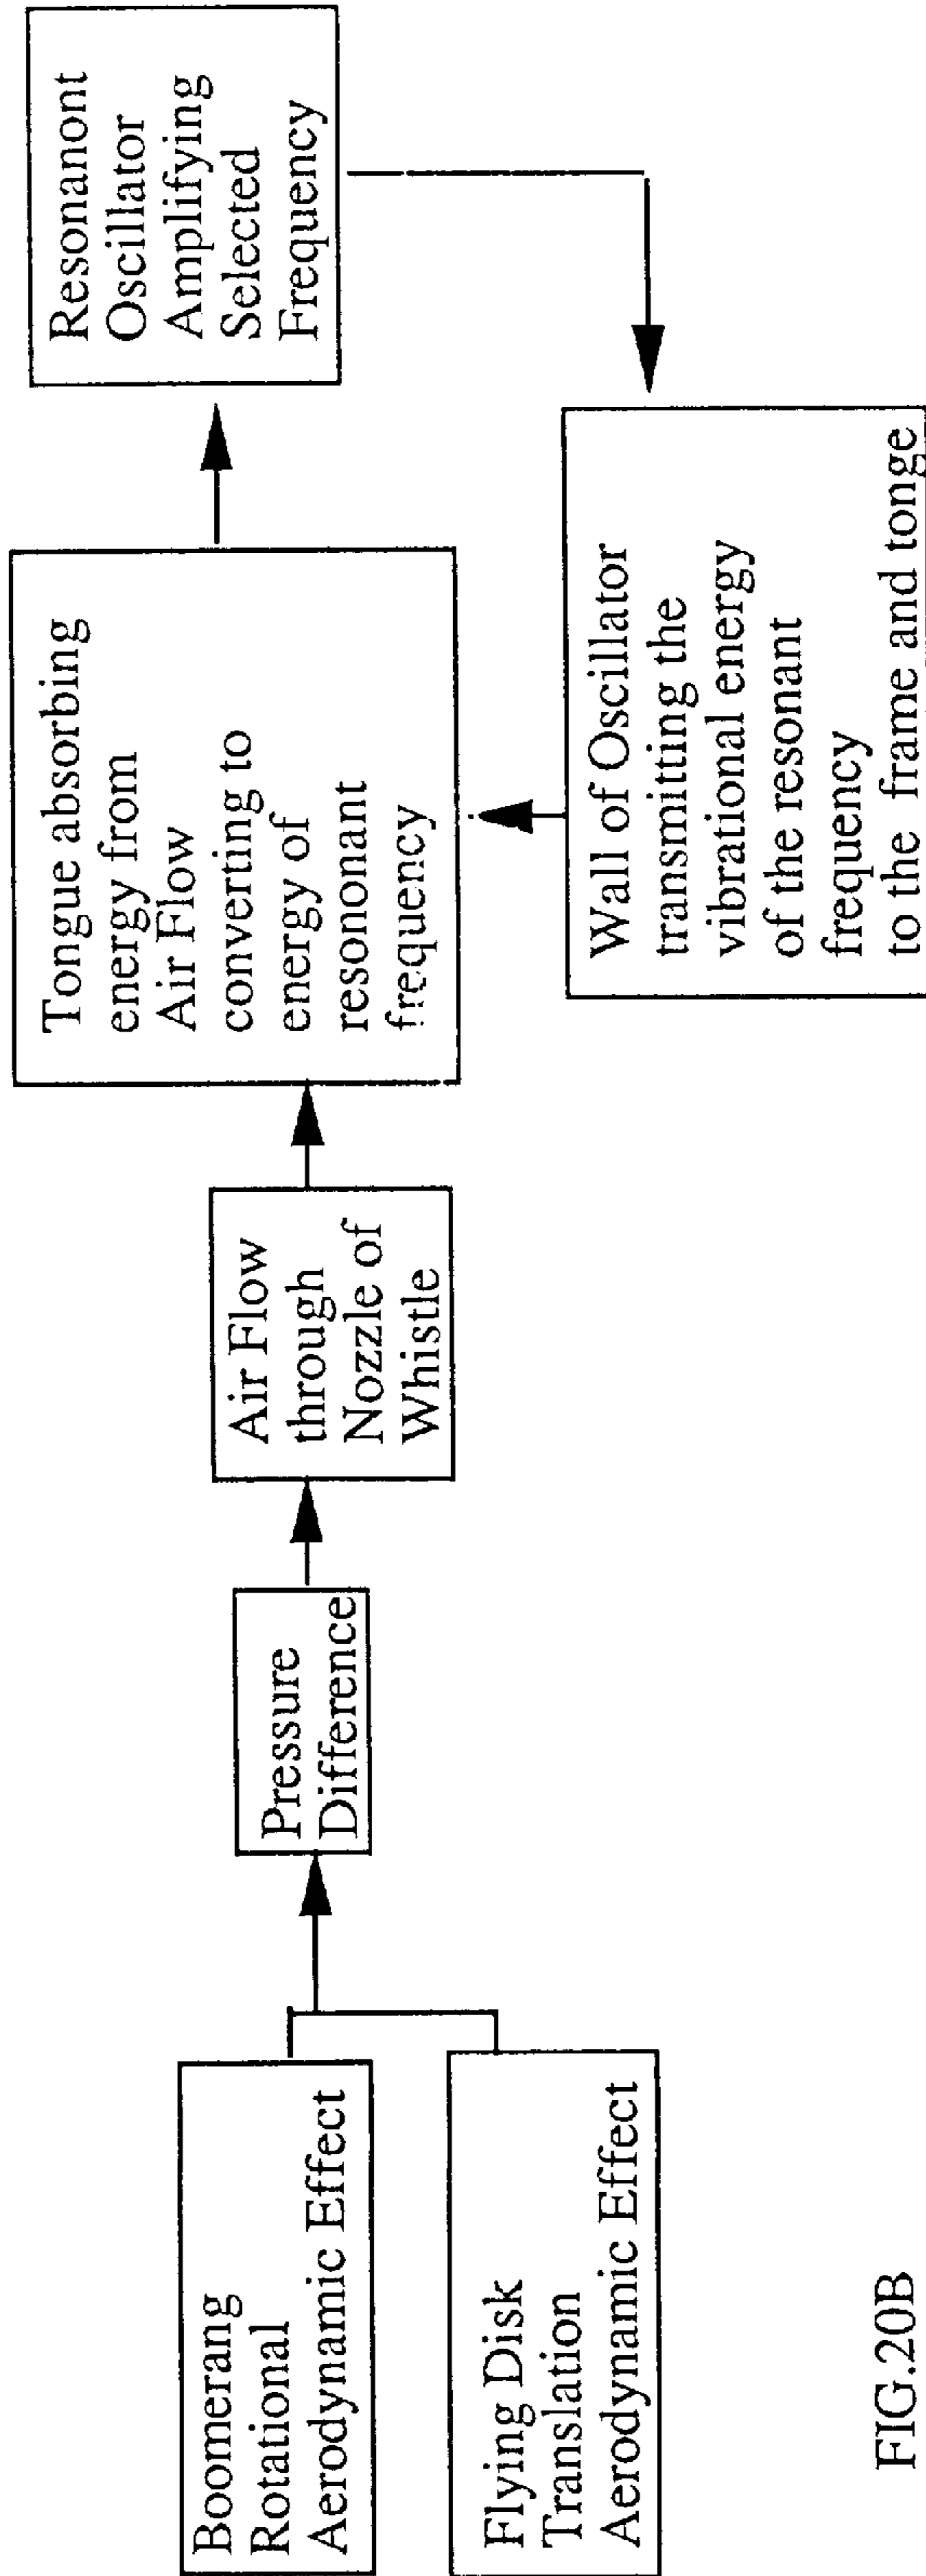 Boomerang
Rotational
Aerodynamic Effect
Flying Disk
Translation
Aerodynamic Effect
Pressure
Difference
Air Flow
through
Nozzle of
Whistle
Tongue absorbing
energy from
Air Flow
converting to
energy of
resononant
frequency
Resonanont
Oscillator
Amplifying
Selected
Frequency
Wall of Oscillator
transmitting the
vibrational energy
of the resonant
frequency
to the frame and tonge
FIG.20B